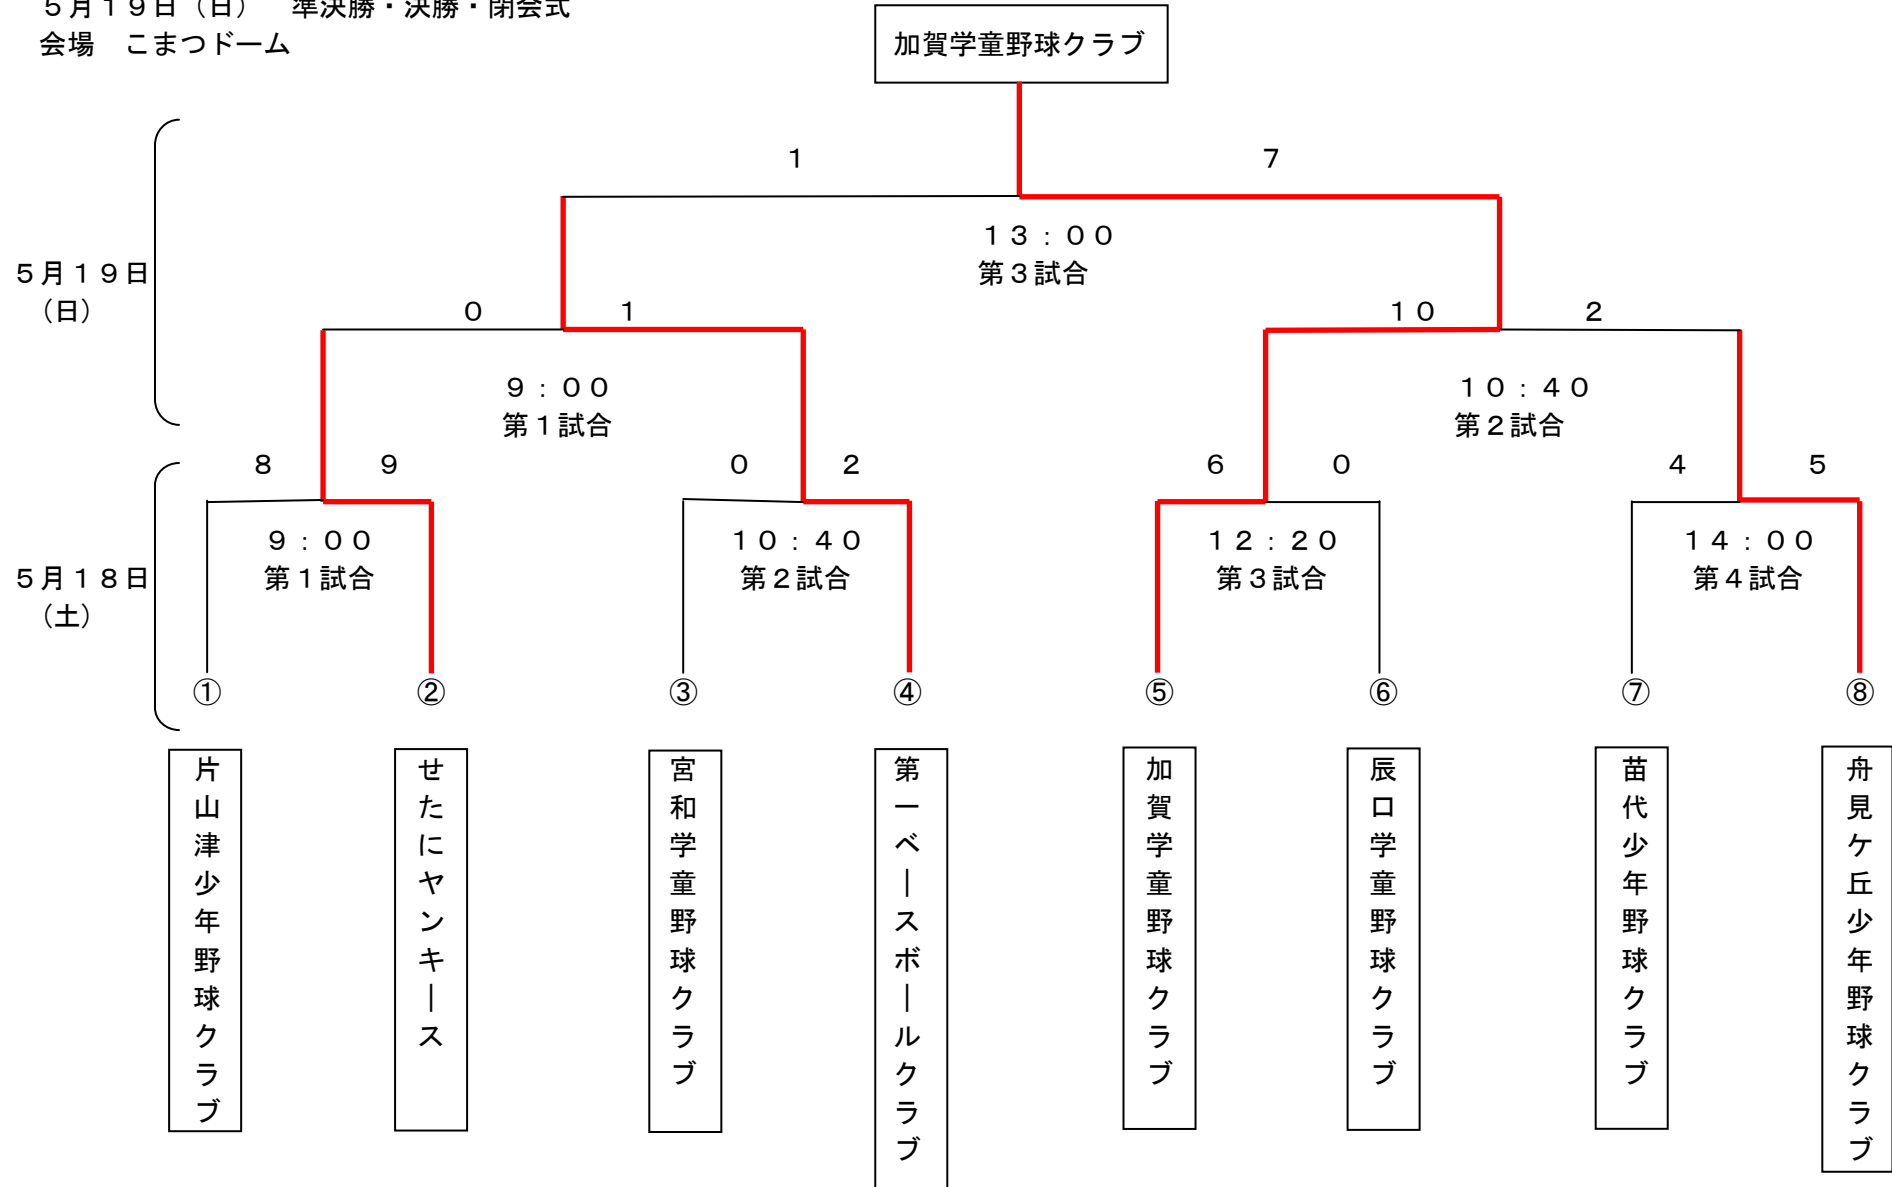 ５月１９日（日）　準決勝・決勝・閉会式
会場　こまつドーム
加賀学童野球クラブ
１　７
１３：００
第３試合
５月１９日
（日）
０　１　１０　２
９：００　１０：４０
第１試合　第２試合
８　９　０　２　６　０　４　５
９：００　１０：４０　１２：２０　１４：００
第１試合　第２試合　第３試合　第４試合
５月１８日
（土）
①　②　③　④　⑤　⑥　⑦　⑧
片山津少年野球クラブ
せたにヤンキース
宮和学童野球クラブ
第一ベースボールクラブ
加賀学童野球クラブ
辰口学童野球クラブ
苗代少年野球クラブ
舟見ケ丘少年野球クラブ